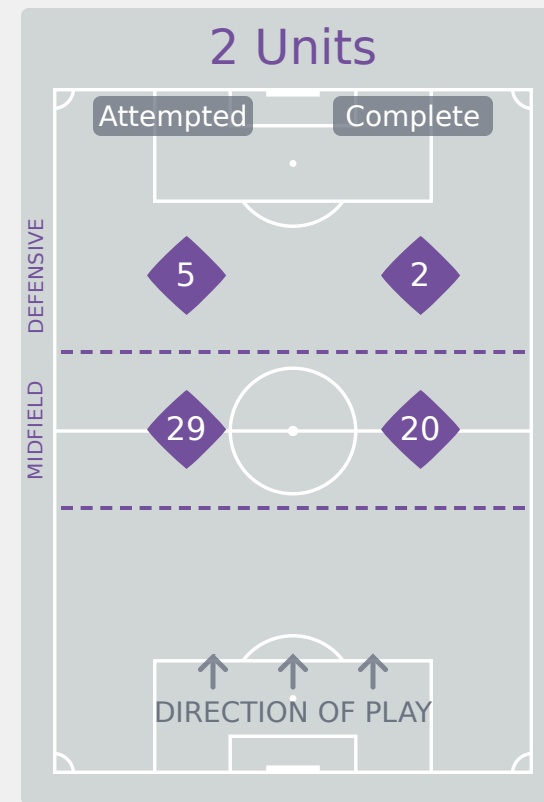 2 Units
Attempted
Complete
DEFENSIVE
5
2
MIDFIELD
29
20
DIRECTION OF PLAY